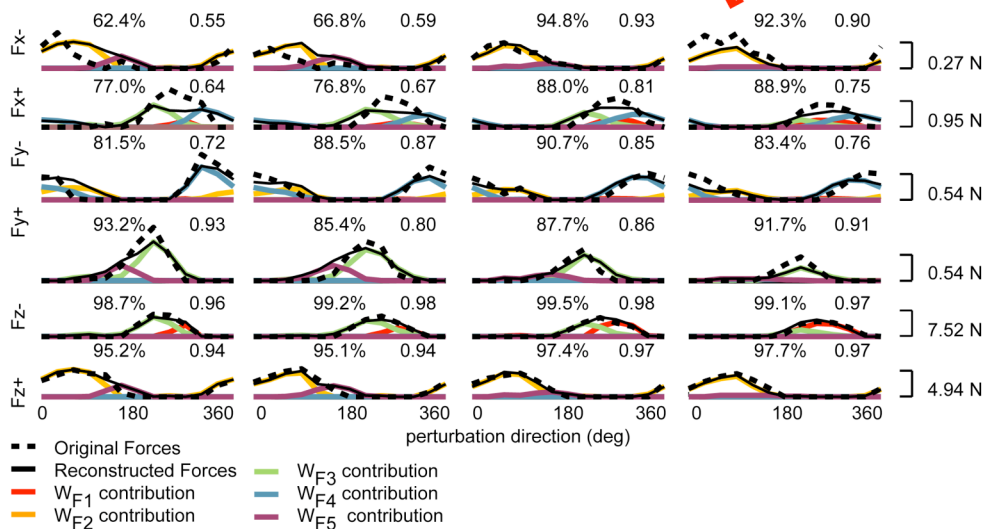 62.4% 0.55 66.8% 0.59 94.8% 0.93 92.3% 0.90
Fx-
0.27 N
77.0% 0.64 76.8% 0.67 88.0% 0.81 88.9% 0.75
Fx+
0.95 N
81.5% 0.72 88.5% 0.87 90.7% 0.85 83.4% 0.76
Fy-
0.54 N
93.2% 0.93 85.4% 0.80 87.7% 0.86 91.7% 0.91
Fy+
0.54 N
98.7% 0.96 99.2% 0.98 99.5% 0.98 99.1% 0.97
Fz-
7.52 N
95.2% 0.94 95.1% 0.94 97.4% 0.97 97.7% 0.97
Fz+
4.94 N
0 180 360 0 180 360 0 180 360 0 180 360
perturbation direction (deg)
Original Forces
Reconstructed Forces
WF1 contribution
WF2 contribution
WF3 contribution
WF4 contribution
WF5 contribution